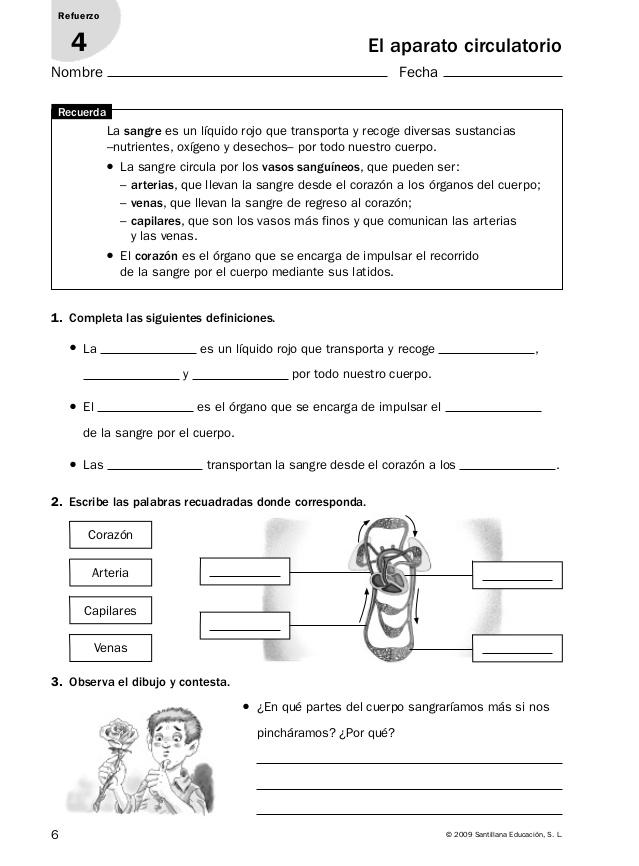 Refuerzo
4
El aparato circulatorio
Nombre ____________ Fecha ____________
Recuerda
La sangre es un líquido rojo que transporta y recoge diversas sustancias
–nutrientes, oxígeno y desechos– por todo nuestro cuerpo.
● La sangre circula por los vasos sanguíneos, que pueden ser:
– arterias, que llevan la sangre desde el corazón a los órganos del cuerpo;
– venas, que llevan la sangre de regreso al corazón;
– capilares, que son los vasos más finos y que comunican las arterias
y las venas.
● El corazón es el órgano que se encarga de impulsar el recorrido
de la sangre por el cuerpo mediante sus latidos.
1. Completa las siguientes definiciones.
● La ____________ es un líquido rojo que transporta y recoge ____________,
____________ y ____________ por todo nuestro cuerpo.
● El ____________ es el órgano que se encarga de impulsar el ____________
de la sangre por el cuerpo.
● Las ____________ transportan la sangre desde el corazón a los ____________.
2. Escribe las palabras recuadradas donde corresponda.
Corazón
Arteria
Capilares
Venas
3. Observa el dibujo y contesta.
● ¿En qué partes del cuerpo sangraríamos más si nos
pincháramos? ¿Por qué?
6
© 2009 Santillana Educación, S. L.